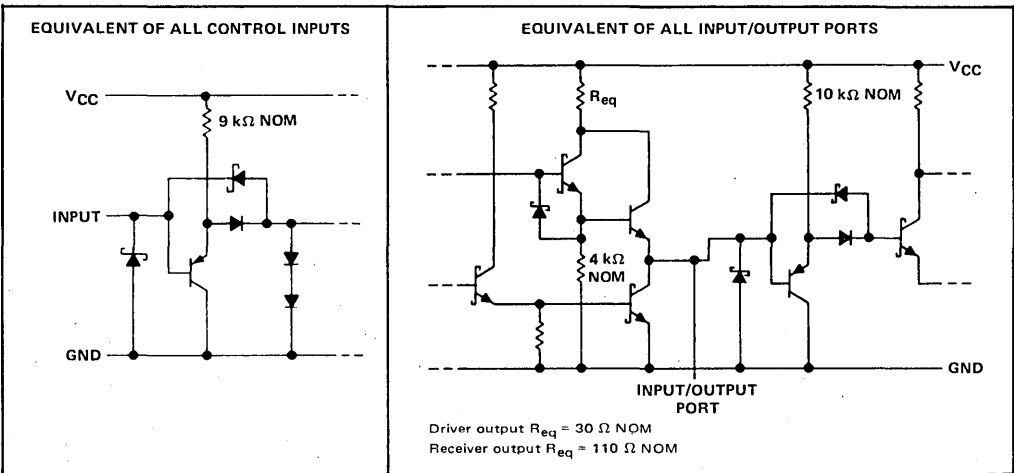 EQUIVALENT OF ALL CONTROL INPUTS
VCC
9 kΩ NOM
INPUT
GND
EQUIVALENT OF ALL INPUT/OUTPUT PORTS
VCC
Req
10 kΩ NOM
4 kΩ
NOM
GND
INPUT/OUTPUT
PORT
Driver output Req = 30 Ω NOM
Receiver output Req = 110 Ω NOM